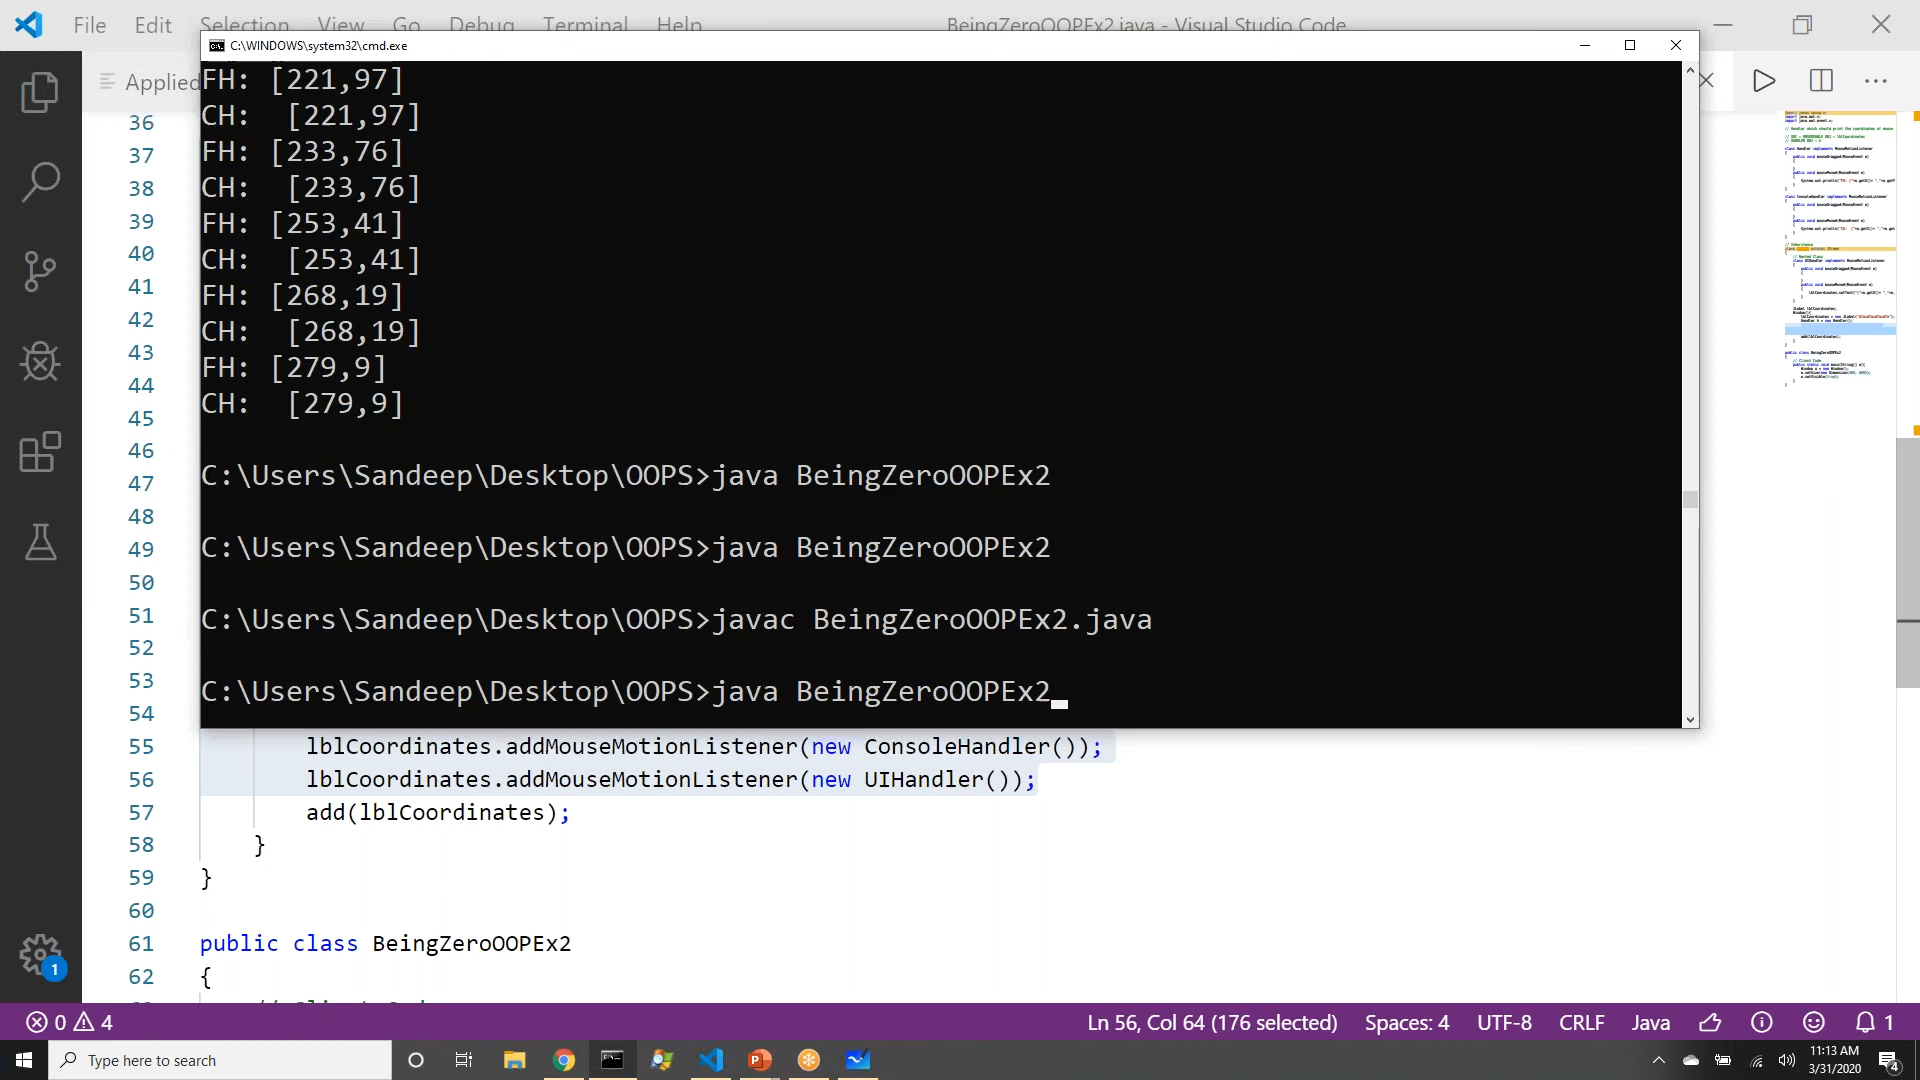 File Edit Selection View Go Debug Terminal Help
BeingZeroOOPEx2.java - Visual Studio Code
C:\WINDOWS\system32\cmd.exe
Applied
FH: [221,97]
CH:  [221,97]
FH: [233,76]
CH:  [233,76]
FH: [253,41]
CH:  [253,41]
FH: [268,19]
CH:  [268,19]
FH: [279,9]
CH:  [279,9]
C:\Users\Sandeep\Desktop\OOPS>java BeingZeroOOPEx2
C:\Users\Sandeep\Desktop\OOPS>java BeingZeroOOPEx2
C:\Users\Sandeep\Desktop\OOPS>javac BeingZeroOOPEx2.java
C:\Users\Sandeep\Desktop\OOPS>java BeingZeroOOPEx2
36
37
38
39
40
41
42
43
44
45
46
47
48
49
50
51
52
53
54
55 lblCoordinates.addMouseMotionListener(new ConsoleHandler());
56 lblCoordinates.addMouseMotionListener(new UIHandler());
57 add(lblCoordinates);
58 }
59 }
60
61 public class BeingZeroOOPEx2
62 {
1
0 4
Ln 56, Col 64 (176 selected) Spaces: 4 UTF-8 CRLF Java 1
Type here to search
11:13 AM
3/31/2020
4